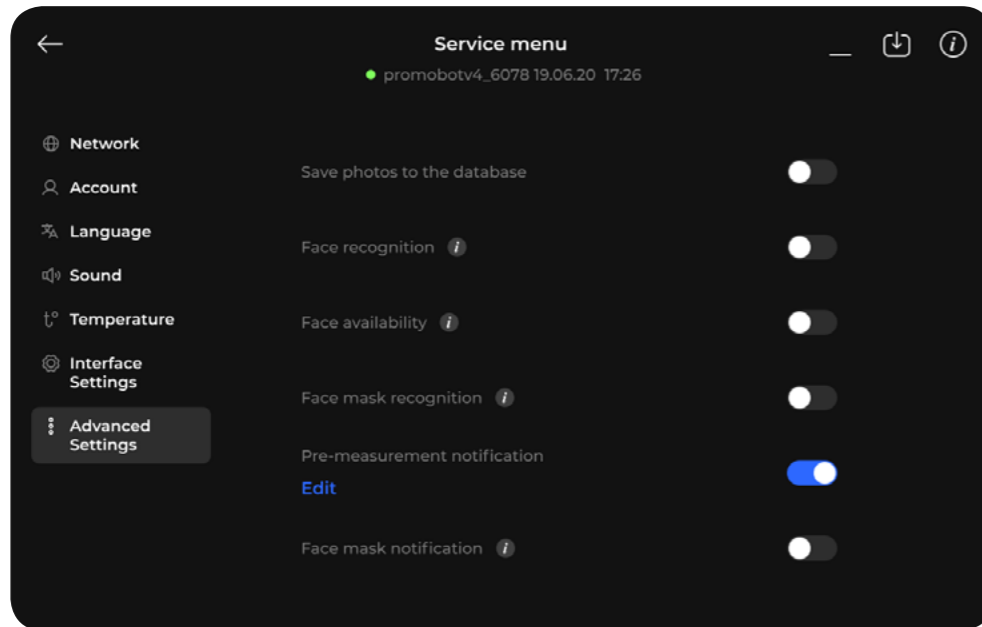 Service menu
promobotv4_6078 19.06.20 17:26
Network
Account
Language
Sound
t° Temperature
Interface
Settings
Advanced
Settings
Save photos to the database
Face recognition i
Face availability i
Face mask recognition i
Pre-measurement notification
Edit
Face mask notification i